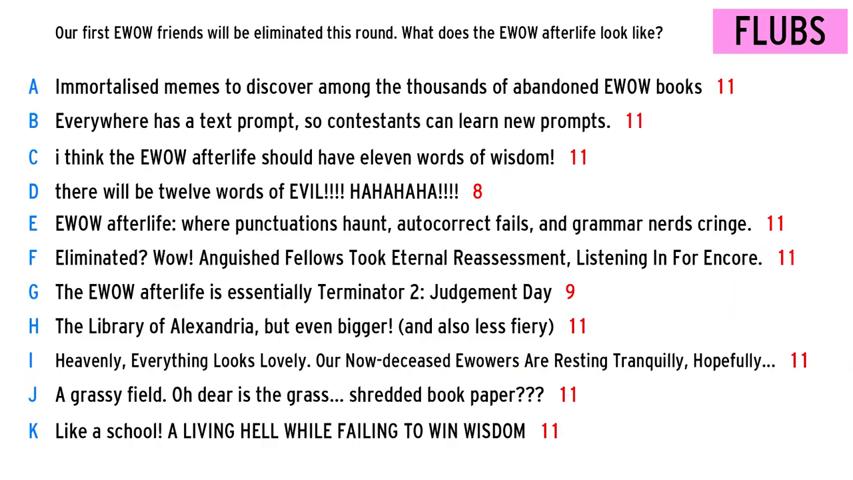 Our first EWOW friends will be eliminated this round. What does the EWOW afterlife look like?
FLUBS
A Immortalised memes to discover among the thousands of abandoned EWOW books 11
B Everywhere has a text prompt, so contestants can learn new prompts. 11
C i think the EWOW afterlife should have eleven words of wisdom! 11
D there will be twelve words of EVIL!!!! HAHAHAHA!!!! 8
E EWOW afterlife: where punctuations haunt, autocorrect fails, and grammar nerds cringe. 11
F Eliminated? Wow! Anguished Fellows Took Eternal Reassessment, Listening In For Encore. 11
G The EWOW afterlife is essentially Terminator 2: Judgement Day 9
H The Library of Alexandria, but even bigger! (and also less fiery) 11
I Heavenly, Everything Looks Lovely. Our Now-deceased Ewowers Are Resting Tranquilly, Hopefully... 11
J A grassy field. Oh dear is the grass... shredded book paper??? 11
K Like a school! A LIVING HELL WHILE FAILING TO WIN WISDOM 11